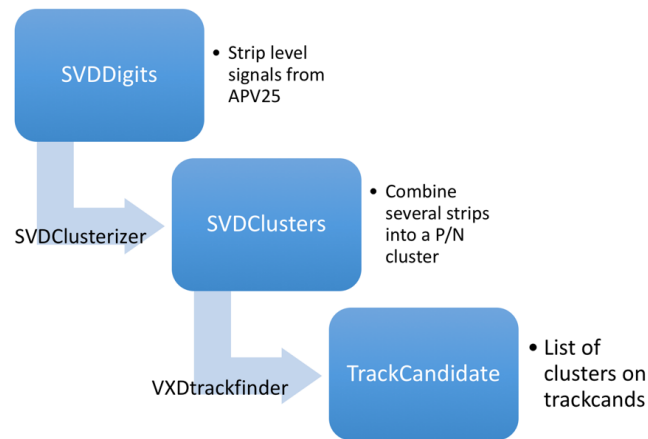 SVDDigits
• Strip level
signals from
APV25
SVDClusterizer
SVDClusters
• Combine
several strips
into a P/N
cluster
VXDtrackfinder
TrackCandidate
• List of
clusters on
trackcands